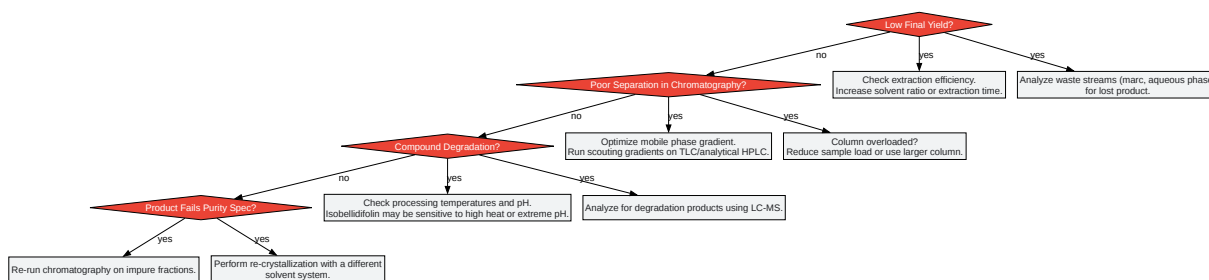 Low Final Yield?
no
yes
yes
Poor Separation in Chromatography?
Check extraction efficiency.
Increase solvent ratio or extraction time.
Analyze waste streams (marc, aqueous phase
for lost product.
no
yes
yes
Compound Degradation?
Optimize mobile phase gradient.
Run scouting gradients on TLC/analytical HPLC.
Column overloaded?
Reduce sample load or use larger column.
no
yes
yes
Product Fails Purity Spec?
Check processing temperatures and pH.
Isobellidifolin may be sensitive to high heat or extreme pH.
Analyze for degradation products using LC-MS.
yes
yes
Re-run chromatography on impure fractions.
Perform re-crystallization with a different
solvent system.